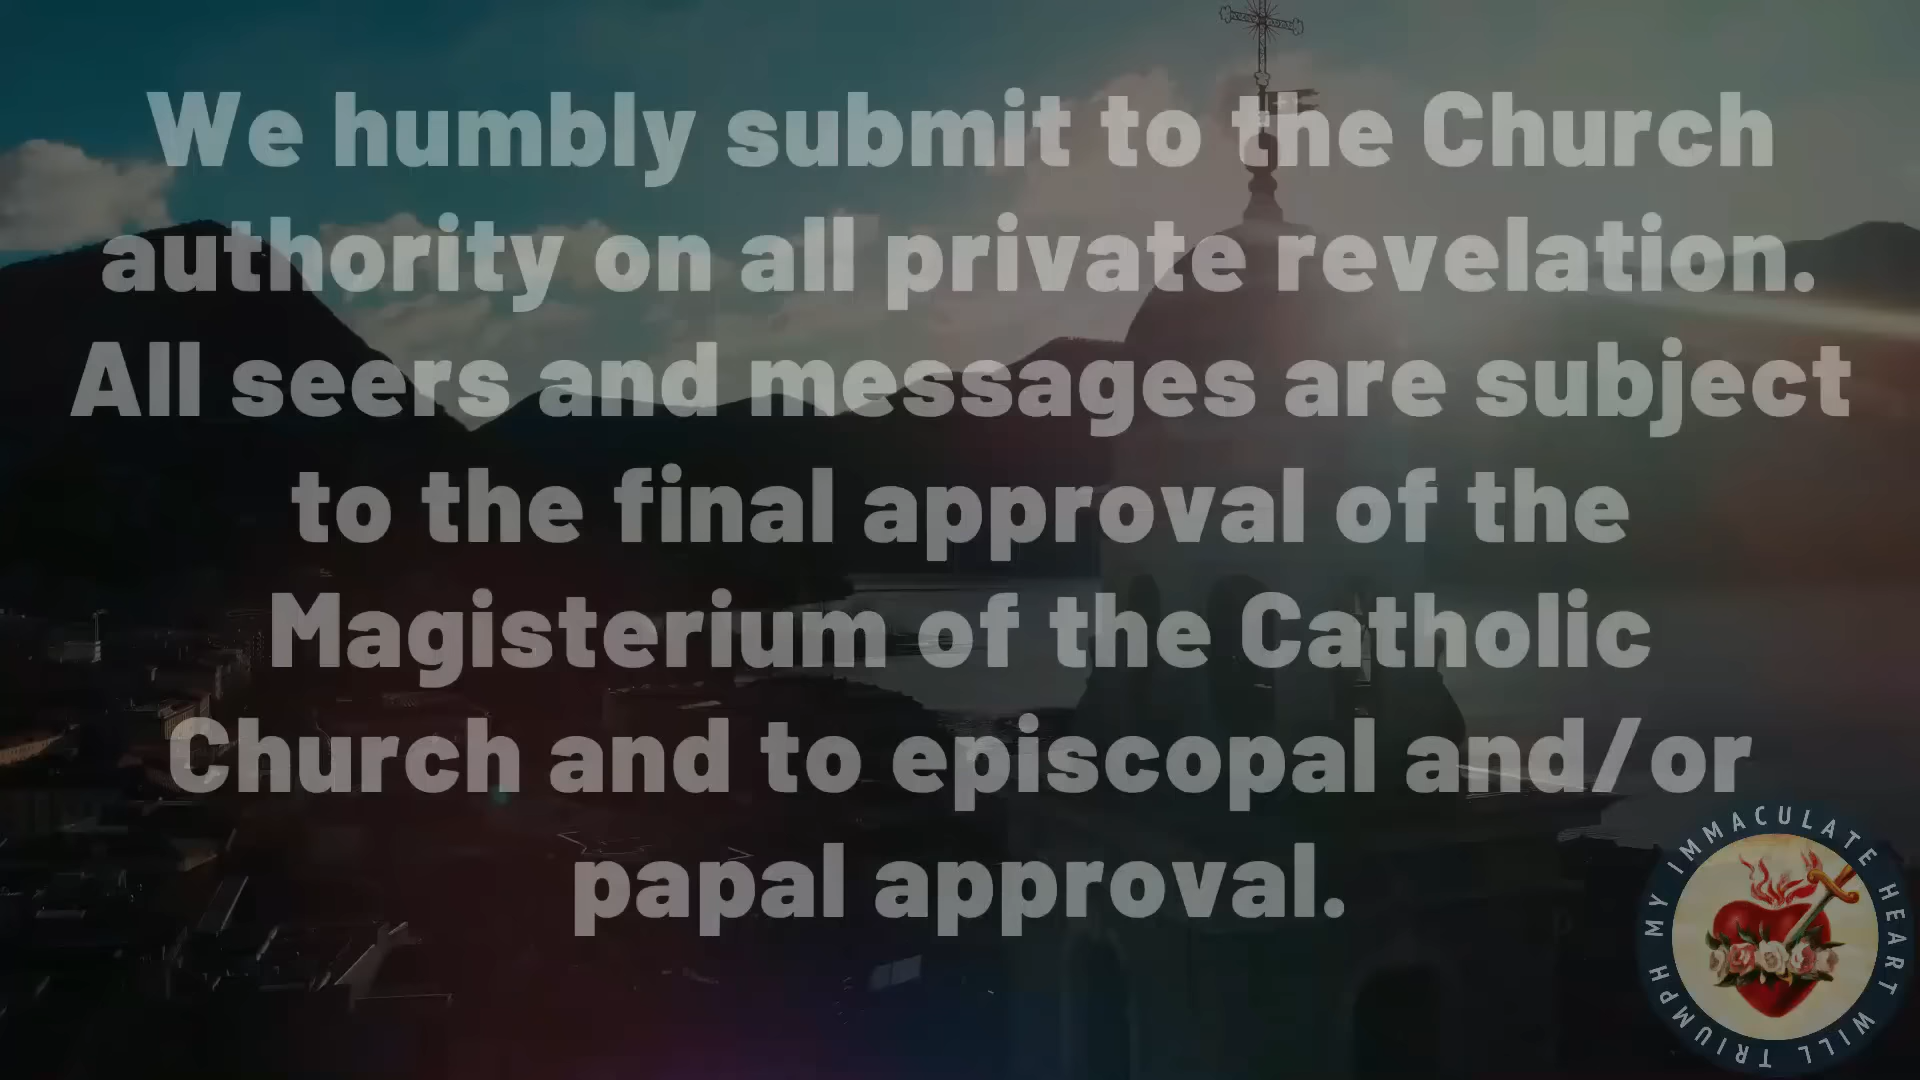 We humbly submit to the Church
authority on all private revelation.
All seers and messages are subject
to the final approval of the
Magisterium of the Catholic
Church and to episcopal and/or
papal approval.
MY IMMACULATE HEART WILL TRIUMPH